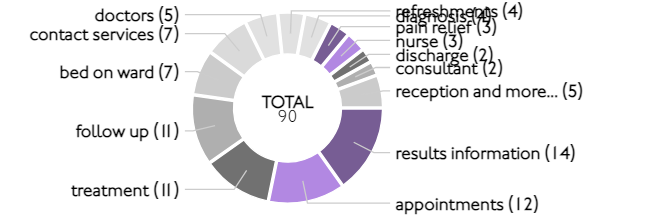 doctors (5)
contact services (7)
bed on ward (7)
follow up (11)
treatment (11)
TOTAL
90
refreshments (4)
diagnosis (4)
pain relief (3)
nurse (3)
discharge (2)
consultant (2)
reception and more... (5)
results information (14)
appointments (12)